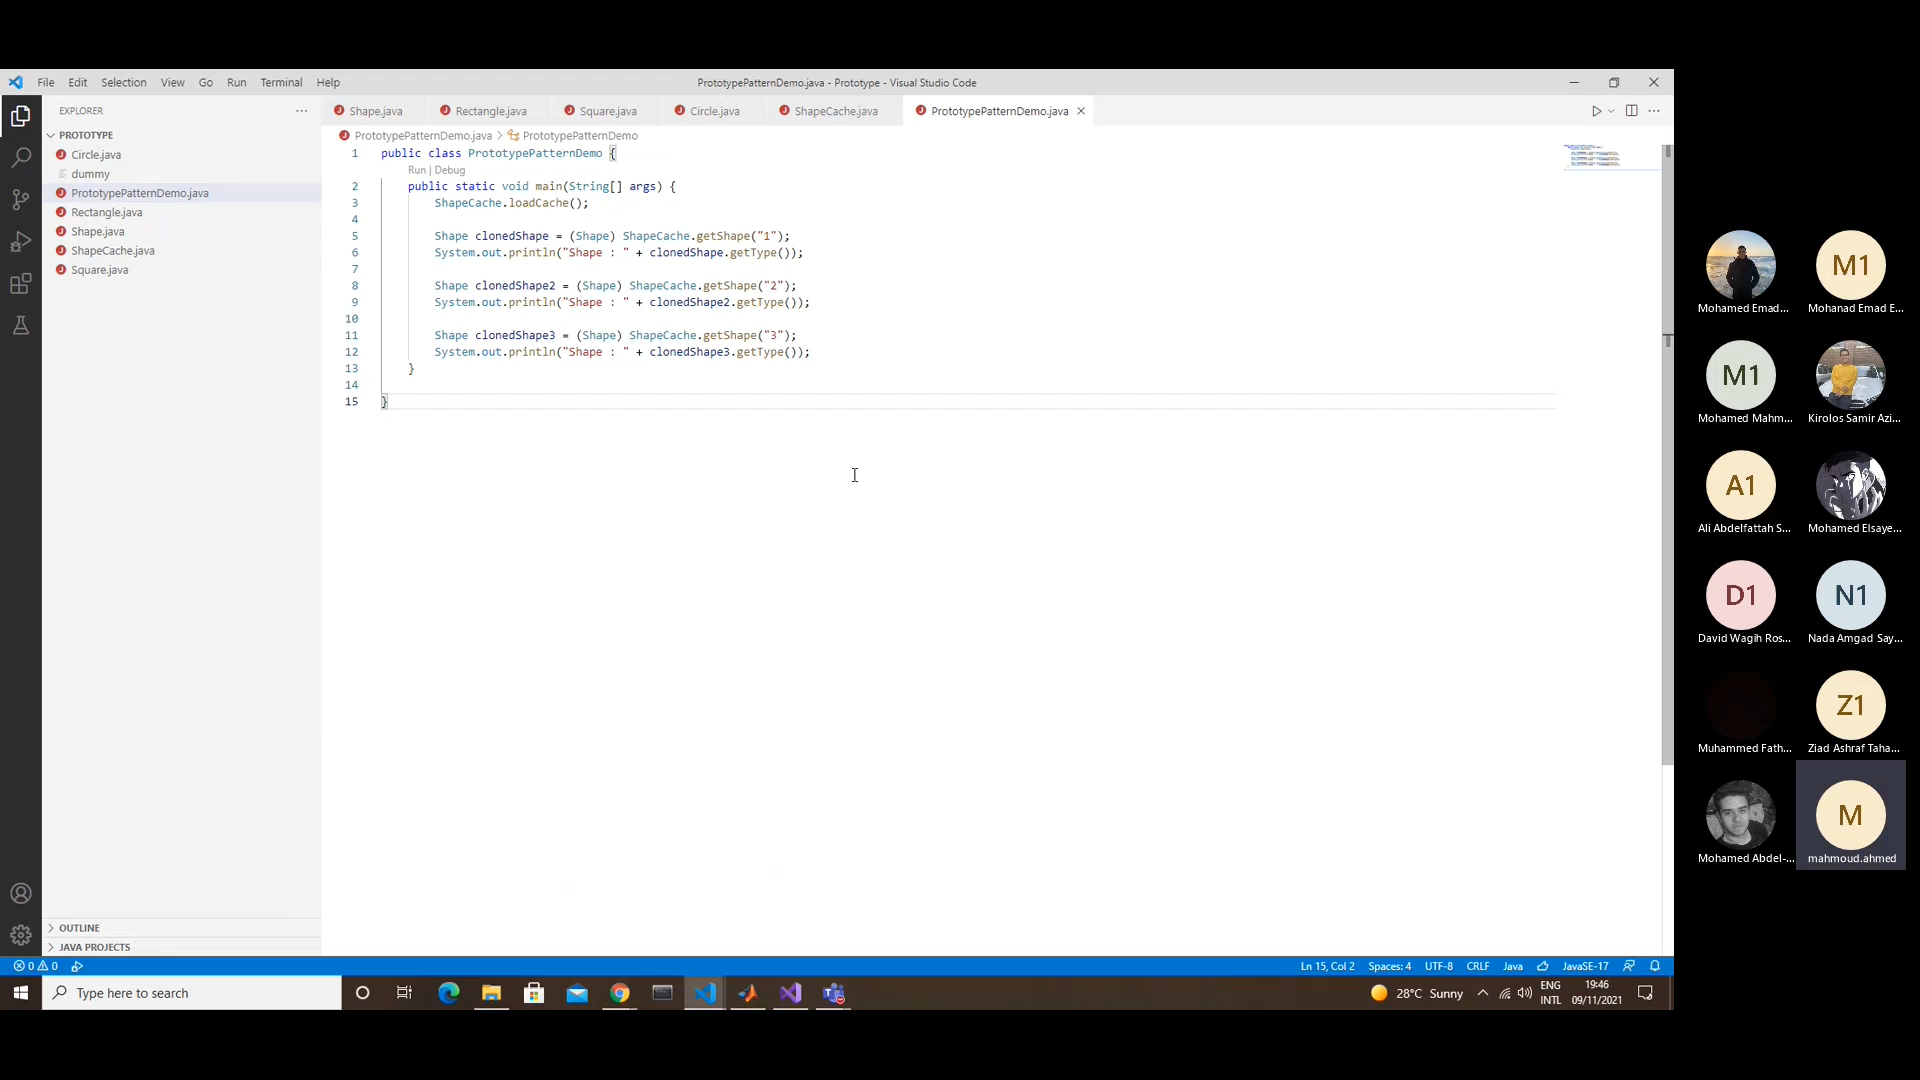 File Edit Selection View Go Run Terminal Help
PrototypePatternDemo.java - Prototype - Visual Studio Code
EXPLORER
PROTOTYPE
Circle.java
dummy
PrototypePatternDemo.java
Rectangle.java
Shape.java
ShapeCache.java
Square.java
OUTLINE
JAVA PROJECTS
Shape.java Rectangle.java Square.java Circle.java ShapeCache.java PrototypePatternDemo.java
PrototypePatternDemo.java > PrototypePatternDemo
1 public class PrototypePatternDemo {
Run | Debug
2 public static void main(String[] args) {
3 ShapeCache.loadCache();
4
5 Shape clonedShape = (Shape) ShapeCache.getShape("1");
6 System.out.println("Shape : " + clonedShape.getType());
7
8 Shape clonedShape2 = (Shape) ShapeCache.getShape("2");
9 System.out.println("Shape : " + clonedShape2.getType());
10
11 Shape clonedShape3 = (Shape) ShapeCache.getShape("3");
12 System.out.println("Shape : " + clonedShape3.getType());
13 }
14
15 }
0 0
Ln 15, Col 2 Spaces: 4 UTF-8 CRLF Java JavaSE-17
Type here to search
28°C Sunny
ENG
INTL
19:46
09/11/2021
M1
Mohamed Emad... Mohanad Emad E...
M1
Mohamed Mahm... Kirolos Samir Azi...
A1
Ali Abdelfattah S... Mohamed Elsaye...
D1 N1
David Wagih Ros... Nada Amgad Say...
Z1
Muhammed Fath... Ziad Ashraf Taha...
M
Mohamed Abdel-... mahmoud.ahmed